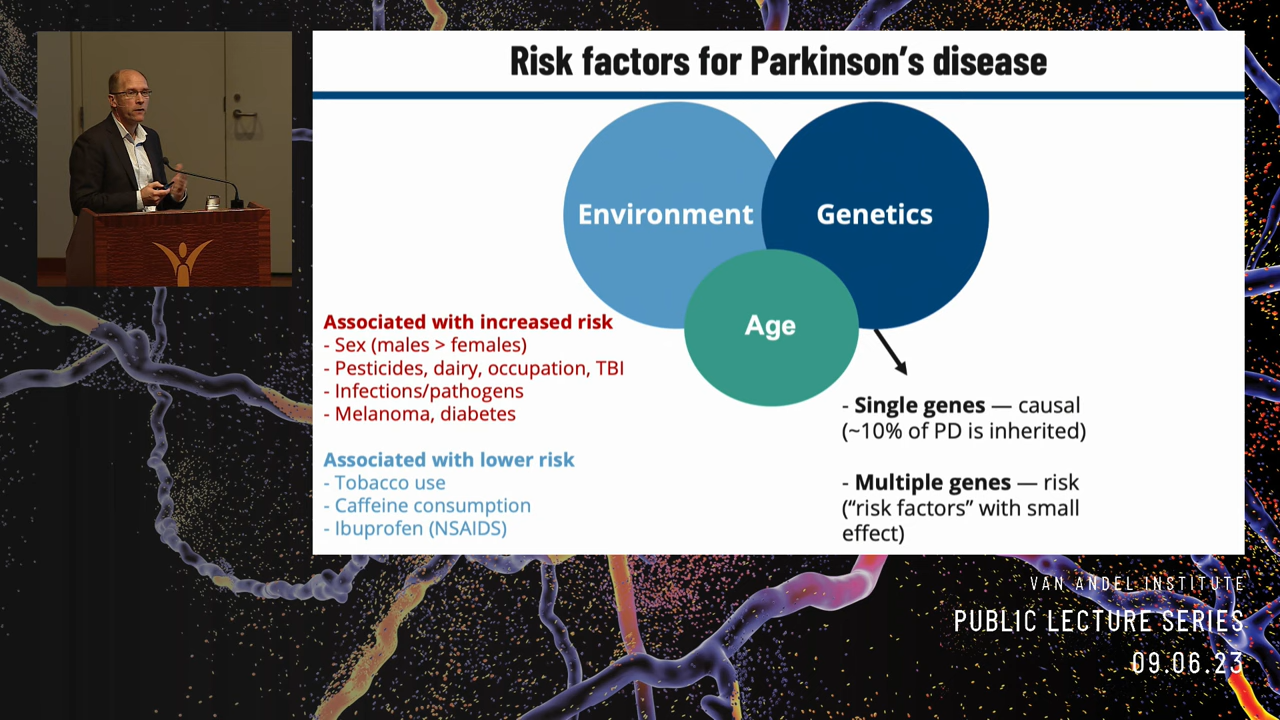 Risk factors for Parkinson’s disease
Environment
Genetics
Age
Associated with increased risk
- Sex (males > females)
- Pesticides, dairy, occupation, TBI
- Infections/pathogens
- Melanoma, diabetes
Associated with lower risk
- Tobacco use
- Caffeine consumption
- Ibuprofen (NSAIDS)
- Single genes — causal
(~10% of PD is inherited)
- Multiple genes — risk
(“risk factors” with small
effect)
VAN ANDEL INSTITUTE
PUBLIC LECTURE SERIES
09.06.23